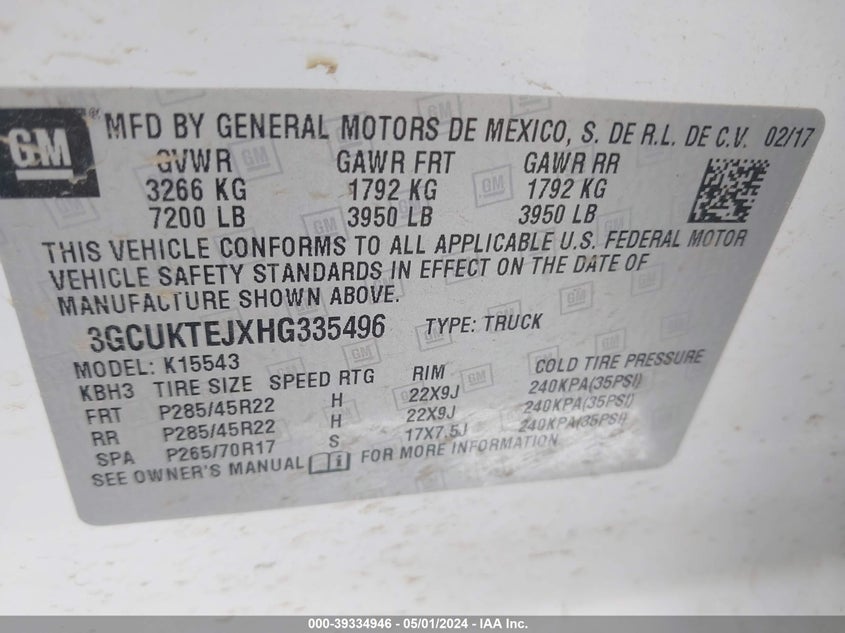 GM
MFD BY GENERAL MOTORS DE MEXICO, S. DE R.L. DE C.V. 02/17
GVWR GAWR FRT GAWR RR
3266 KG 1792 KG 1792 KG
7200 LB 3950 LB 3950 LB
THIS VEHICLE CONFORMS TO ALL APPLICABLE U.S. FEDERAL MOTOR
VEHICLE SAFETY STANDARDS IN EFFECT ON THE DATE OF
MANUFACTURE SHOWN ABOVE.
3GCUKTEJXHG335496 TYPE: TRUCK
MODEL: K15543
KBH3 TIRE SIZE SPEED RTG RIM COLD TIRE PRESSURE
FRT P285/45R22 H 22X9J 240KPA(35PSI)
RR P285/45R22 H 22X9J 240KPA(35PSI)
SPA P265/70R17 S 17X7.5J 240KPA(35PSI)
SEE OWNER'S MANUAL FOR MORE INFORMATION
000-39334946 - 05/01/2024 - IAA Inc.